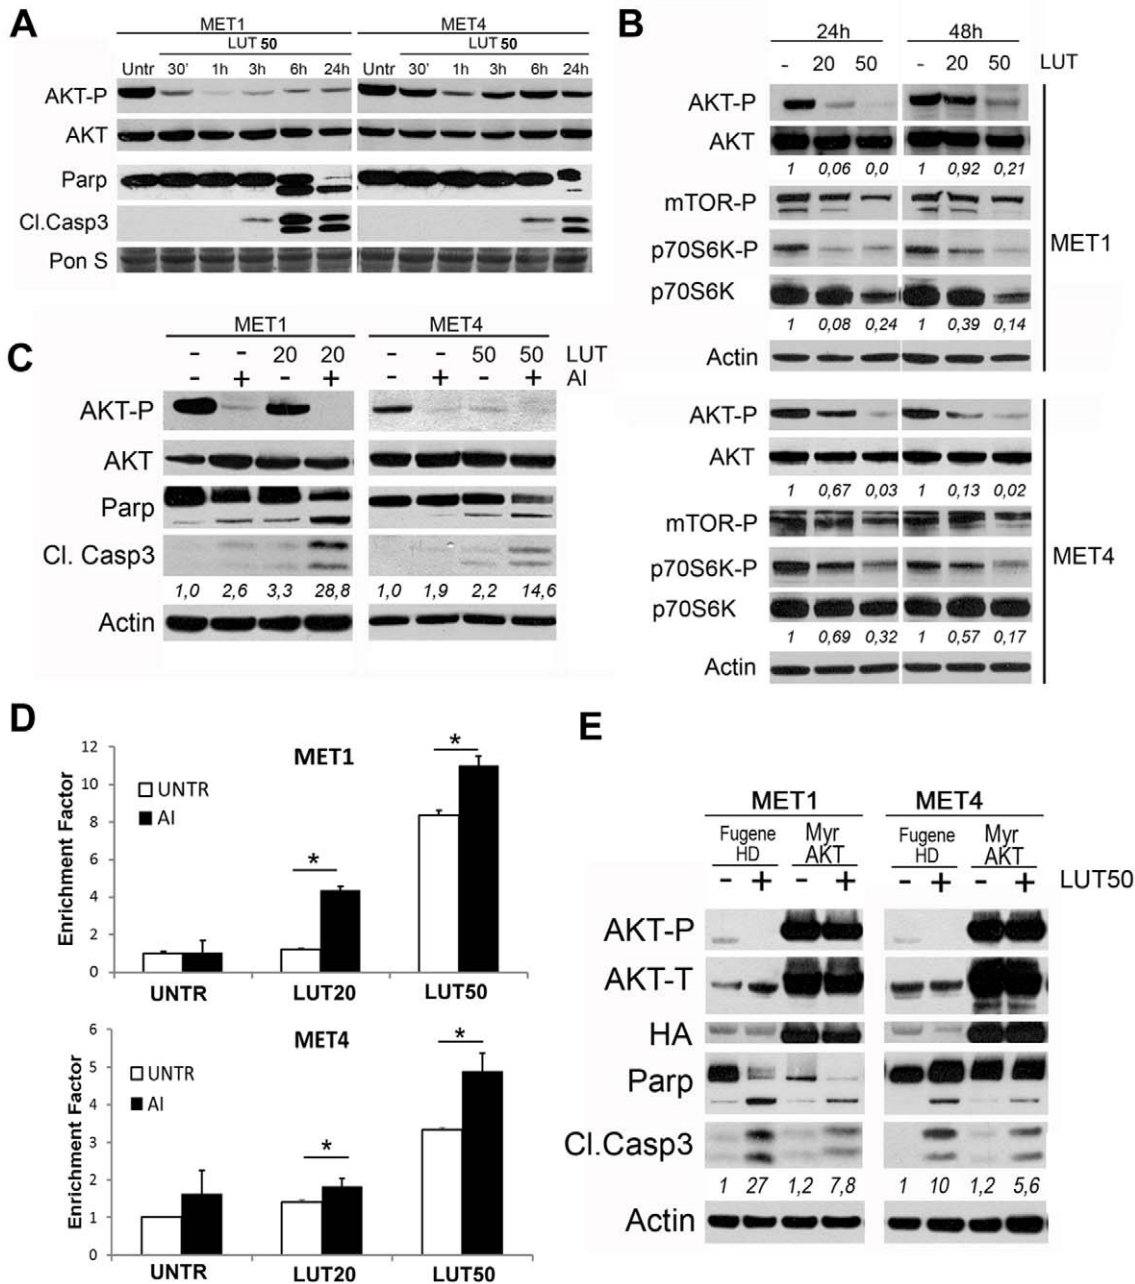 A
MET1 MET4
LUT 50 LUT 50
Untr 30' 1h 3h 6h 24h Untr 30' 1h 3h 6h 24h
AKT-P
AKT
Parp
Cl.Casp3
Pon S
B
24h 48h
- 20 50 - 20 50 LUT
AKT-P
AKT
1 0,06 0,0 1 0,92 0,21
mTOR-P
p70S6K-P
MET1
p70S6K
1 0,08 0,24 1 0,39 0,14
Actin
AKT-P
AKT
1 0,67 0,03 1 0,13 0,02
mTOR-P
MET4
p70S6K-P
p70S6K
1 0,69 0,32 1 0,57 0,17
Actin
C
MET1 MET4
- - 20 20 - - 50 50 LUT
- + - + - + - + AI
AKT-P
AKT
Parp
Cl. Casp3
1,0 2,6 3,3 28,8 1,0 1,9 2,2 14,6
Actin
D
MET1
Enrichment Factor
12
10
8
6
4
2
0
UNTR
AI
* *
UNTR LUT20 LUT50
MET4
Enrichment Factor
6
5
4
3
2
1
0
UNTR
AI
* *
UNTR LUT20 LUT50
E
MET1 MET4
Fugene HD Myr AKT Fugene HD Myr AKT
- + - + - + - + LUT50
AKT-P
AKT-T
HA
Parp
Cl.Casp3
1 27 1,2 7,8 1 10 1,2 5,6
Actin